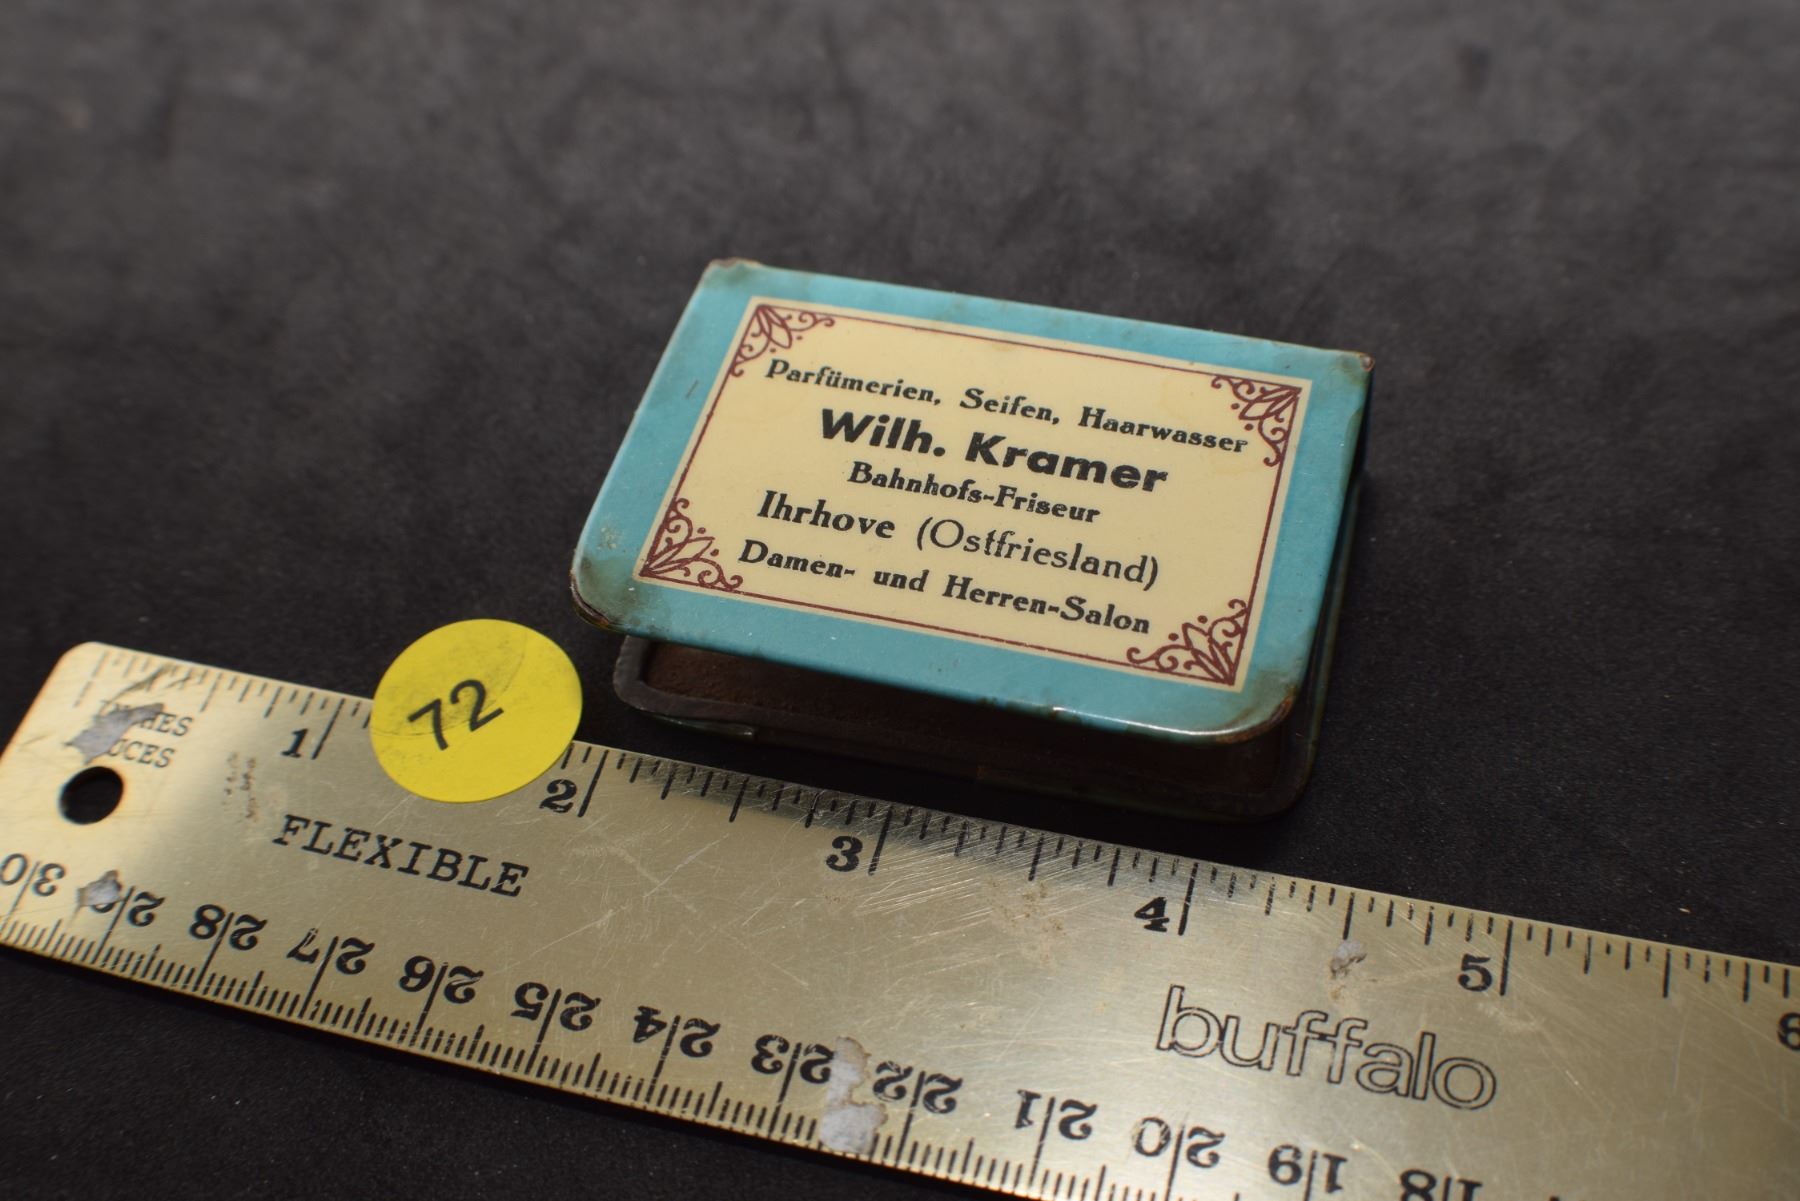 Parfümerien, Seifen, Haarwasser
Wilh. Kramer
Bahnhofs-Friseur
Ihrhove (Ostfriesland)
Damen- und Herren-Salon
72
1 2 3 4 5 6
FLEXIBLE
buffalo
30 28 27 26 25 24 23 22 21 20 19 18